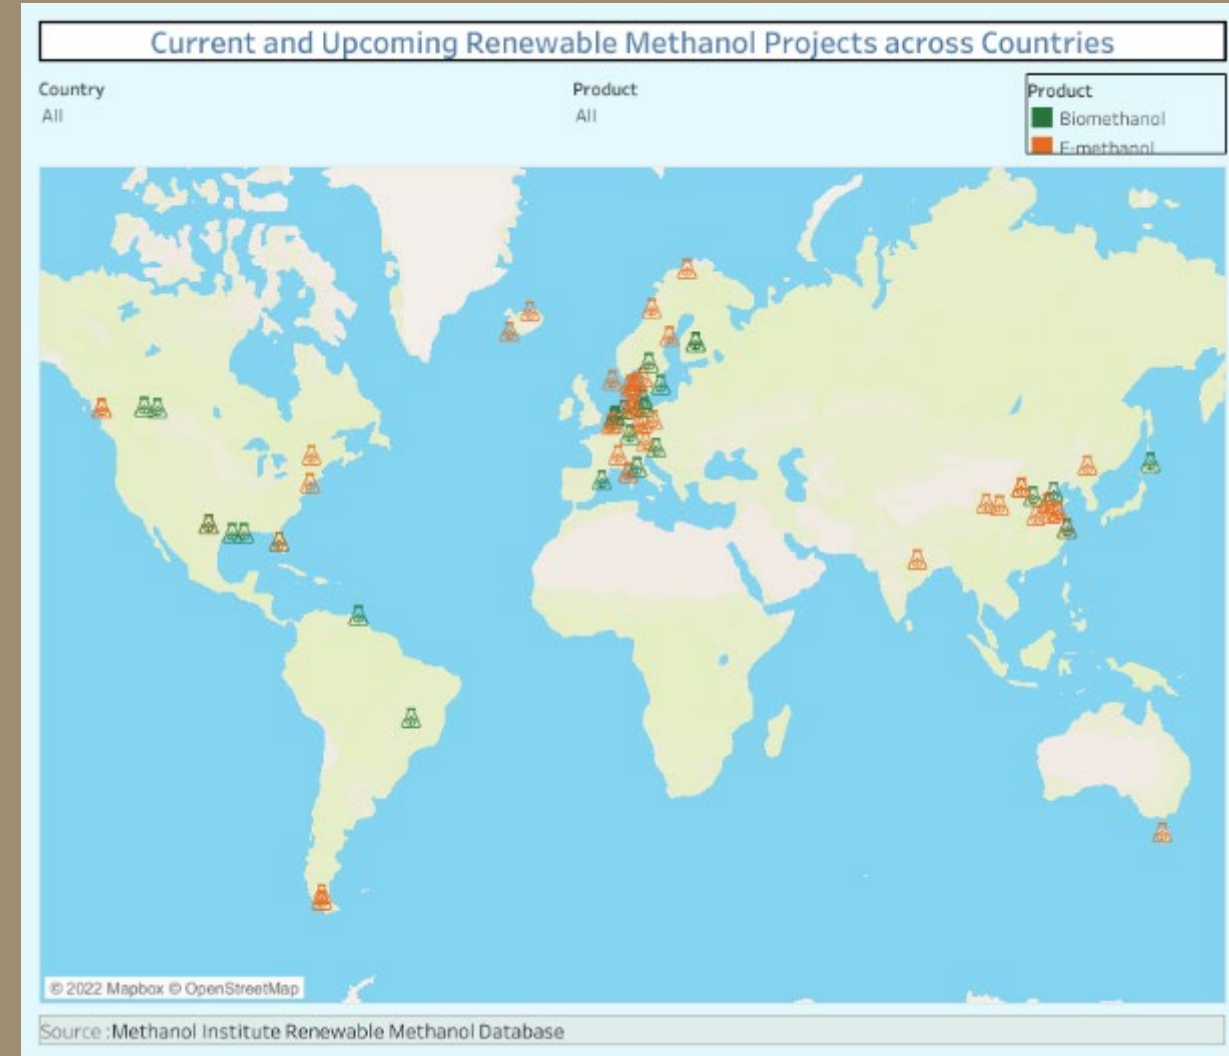 Current and Upcoming Renewable Methanol Projects across Countries
Country
All
Product
All
Product
Biomethanol
E-methanol
© 2022 Mapbox © OpenStreetMap
Source : Methanol Institute Renewable Methanol Database